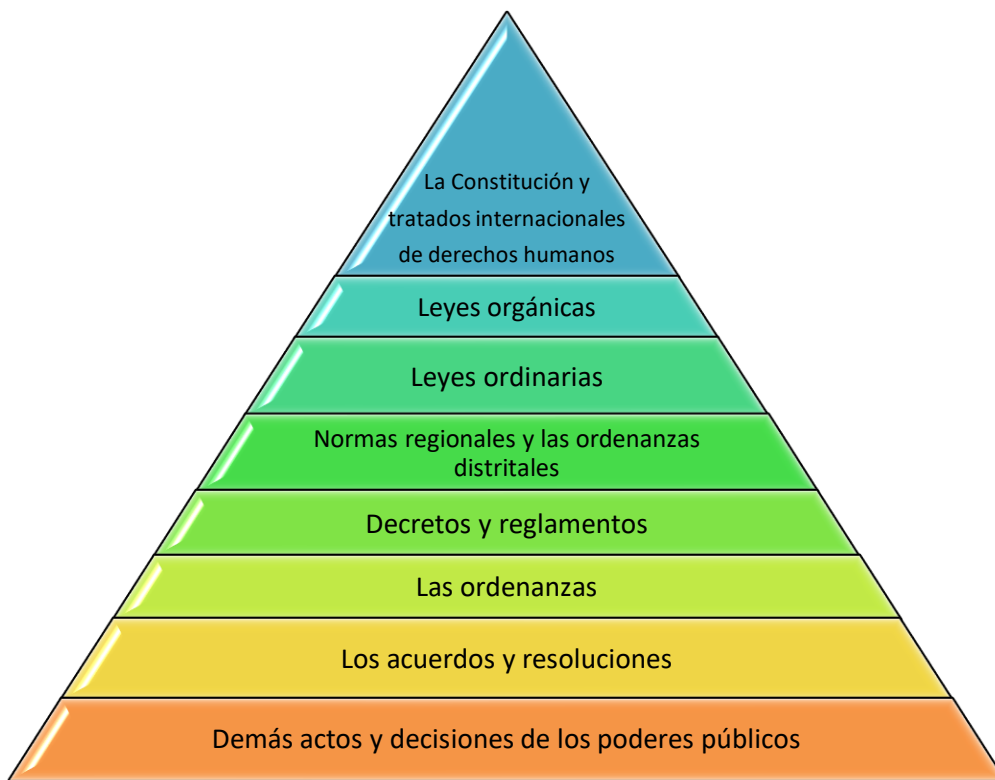 La Constitución y
tratados internacionales
de derechos humanos
Leyes orgánicas
Leyes ordinarias
Normas regionales y las ordenanzas
distritales
Decretos y reglamentos
Las ordenanzas
Los acuerdos y resoluciones
Demás actos y decisiones de los poderes públicos